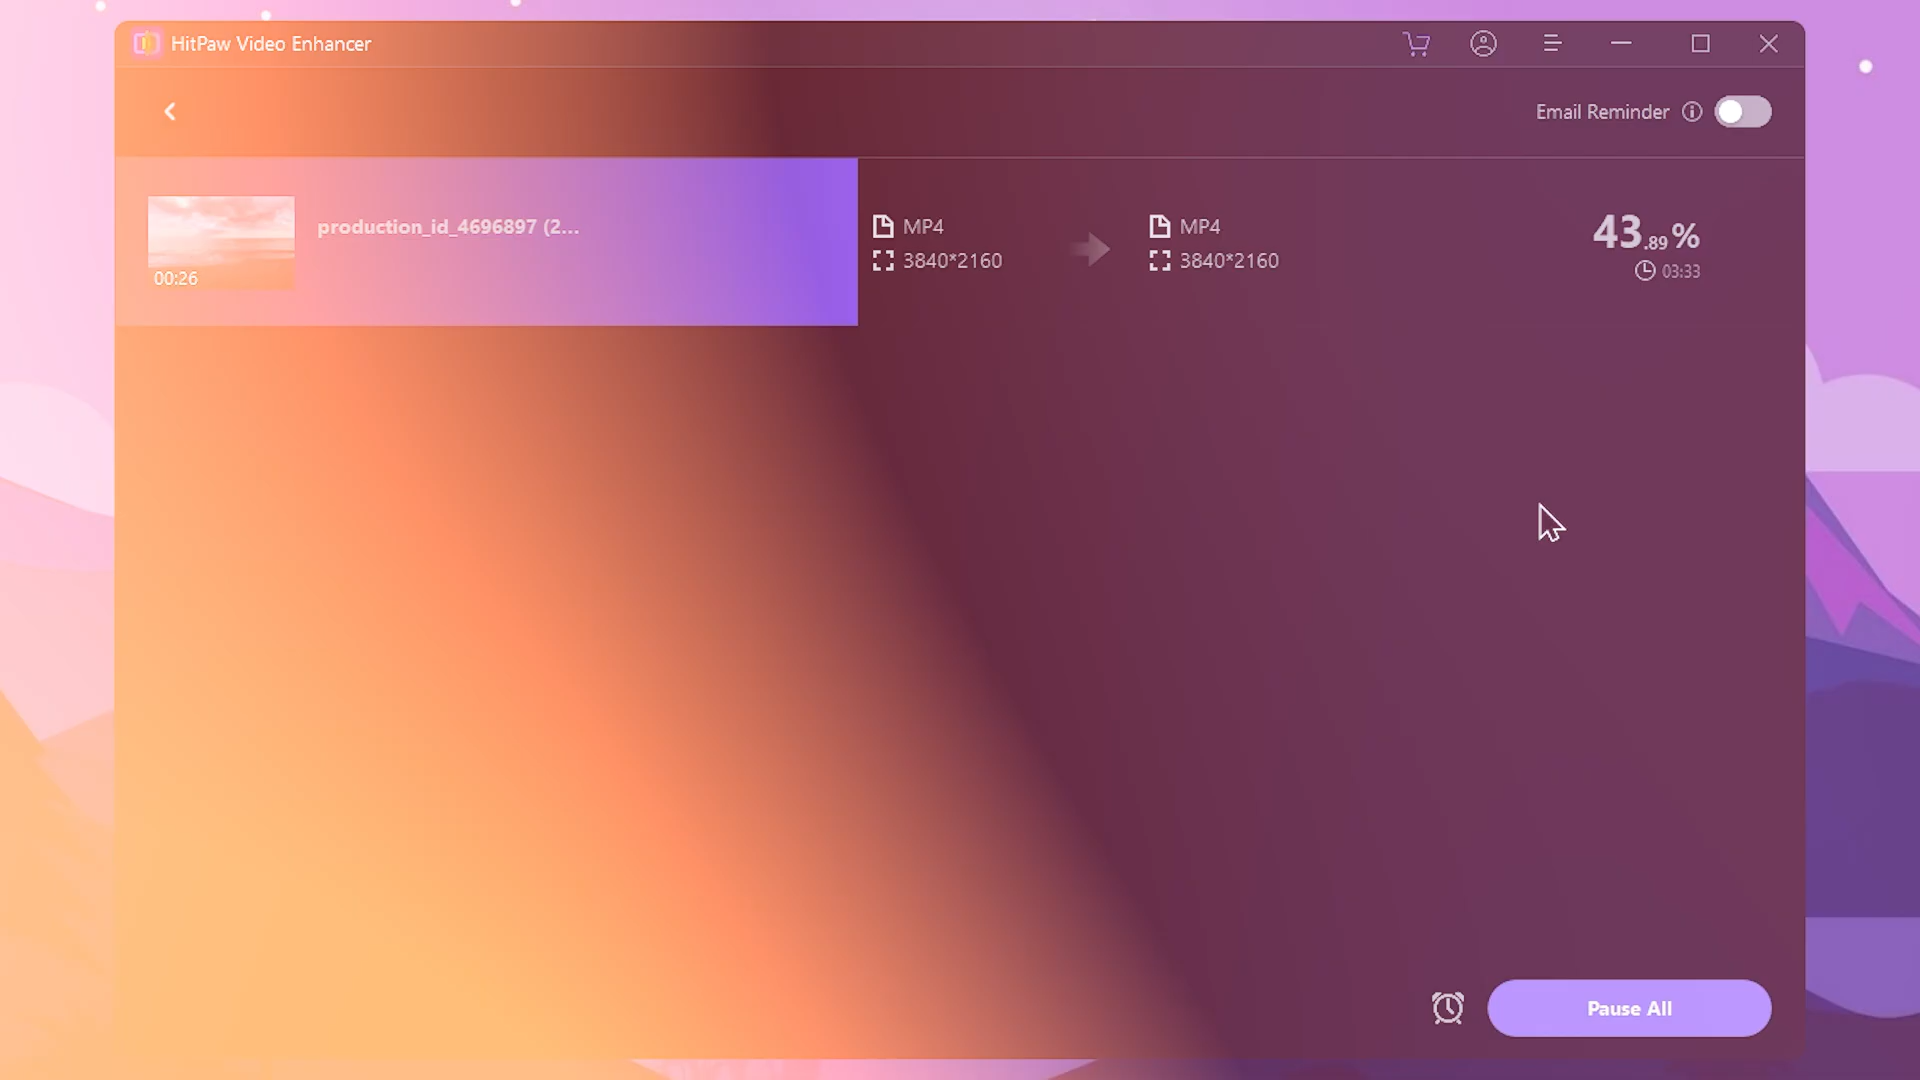 HitPaw Video Enhancer
Email Reminder
production_id_4696897 (2...
00:26
MP4
3840*2160
MP4
3840*2160
43.89%
03:33
Pause All